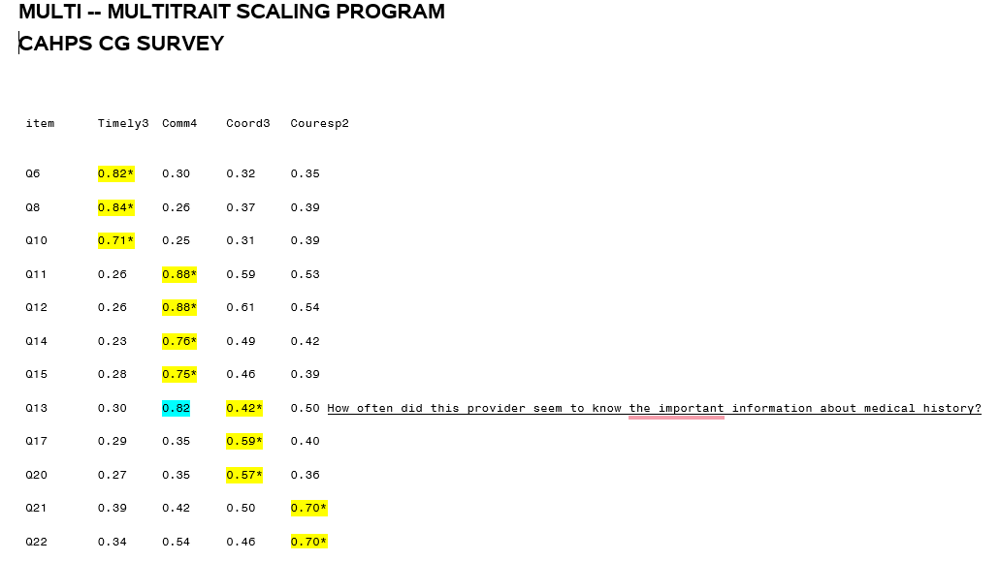 MULTI -- MULTITRAIT SCALING PROGRAM
CAHPS CG SURVEY
item Timely3 Comm4 Coord3 Couresp2
Q6 0.82* 0.30 0.32 0.35
Q8 0.84* 0.26 0.37 0.39
Q10 0.71* 0.25 0.31 0.39
Q11 0.26 0.88* 0.59 0.53
Q12 0.26 0.88* 0.61 0.54
Q14 0.23 0.76* 0.49 0.42
Q15 0.28 0.75* 0.46 0.39
Q13 0.30 0.82 0.42* 0.50 How often did this provider seem to know the important information about medical history?
Q17 0.29 0.35 0.59* 0.40
Q20 0.27 0.35 0.57* 0.36
Q21 0.39 0.42 0.50 0.70*
Q22 0.34 0.54 0.46 0.70*